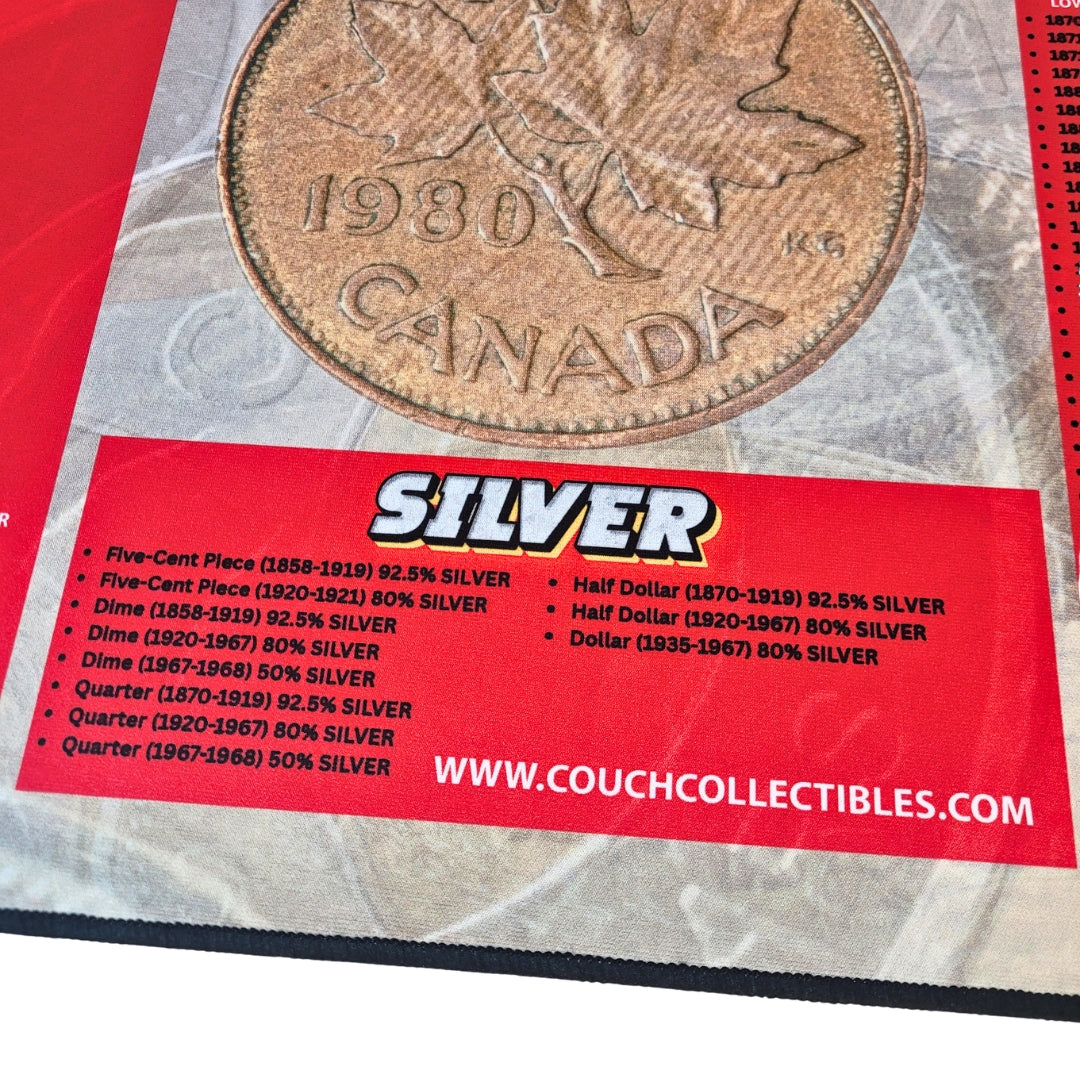 1980
KG
CANADA
SILVER
• Five-Cent Piece (1858-1919) 92.5% SILVER
• Five-Cent Piece (1920-1921) 80% SILVER
• Dime (1858-1919) 92.5% SILVER
• Dime (1920-1967) 80% SILVER
• Dime (1967-1968) 50% SILVER
• Quarter (1870-1919) 92.5% SILVER
• Quarter (1920-1967) 80% SILVER
• Quarter (1967-1968) 50% SILVER
• Half Dollar (1870-1919) 92.5% SILVER
• Half Dollar (1920-1967) 80% SILVER
• Dollar (1935-1967) 80% SILVER
WWW.COUCHCOLLECTIBLES.COM
• 1870
• 1871
• 1871